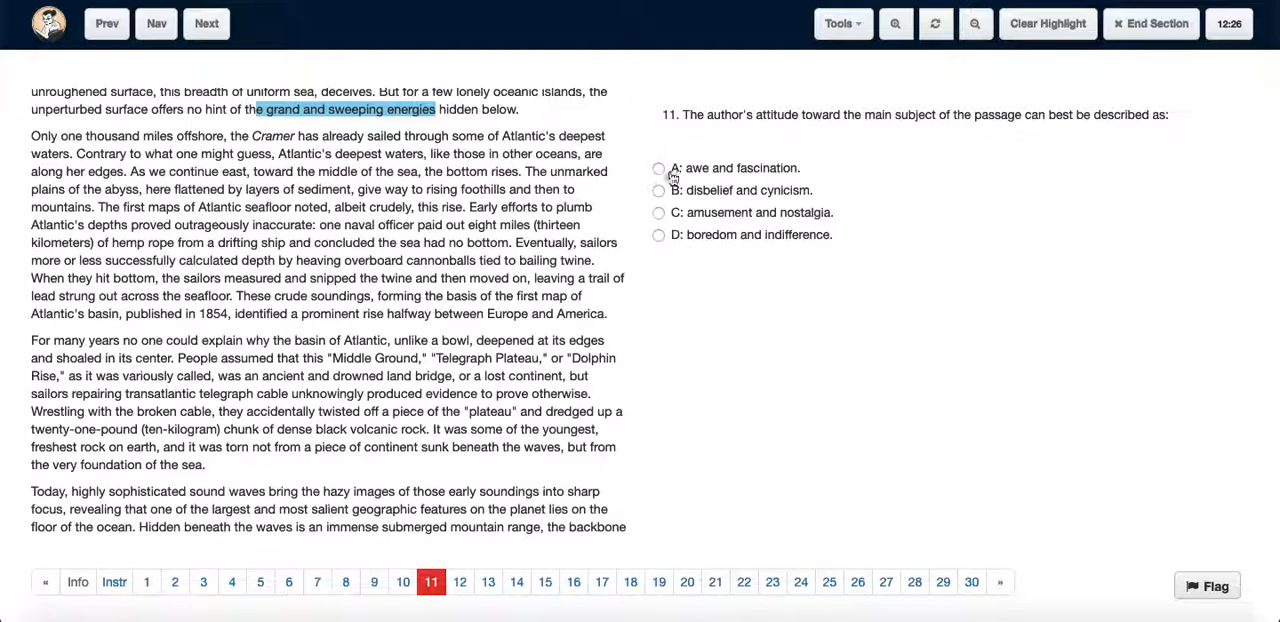 Prev
Nav
Next
Tools
Clear Highlight
End Section
12:26
unroughened surface, this breadth of uniform sea, deceives. But for a few lonely oceanic islands, the
unperturbed surface offers no hint of the grand and sweeping energies hidden below.
Only one thousand miles offshore, the Cramer has already sailed through some of Atlantic's deepest
waters. Contrary to what one might guess, Atlantic's deepest waters, like those in other oceans, are
along her edges. As we continue east, toward the middle of the sea, the bottom rises. The unmarked
plains of the abyss, here flattened by layers of sediment, give way to rising foothills and then to
mountains. The first maps of Atlantic seafloor noted, albeit crudely, this rise. Early efforts to plumb
Atlantic's depths proved outrageously inaccurate: one naval officer paid out eight miles (thirteen
kilometers) of hemp rope from a drifting ship and concluded the sea had no bottom. Eventually, sailors
more or less successfully calculated depth by heaving overboard cannonballs tied to bailing twine.
When they hit bottom, the sailors measured and snipped the twine and then moved on, leaving a trail of
lead strung out across the seafloor. These crude soundings, forming the basis of the first map of
Atlantic's basin, published in 1854, identified a prominent rise halfway between Europe and America.
For many years no one could explain why the basin of Atlantic, unlike a bowl, deepened at its edges
and shoaled in its center. People assumed that this "Middle Ground," "Telegraph Plateau," or "Dolphin
Rise," as it was variously called, was an ancient and drowned land bridge, or a lost continent, but
sailors repairing transatlantic telegraph cable unknowingly produced evidence to prove otherwise.
Wrestling with the broken cable, they accidentally twisted off a piece of the "plateau" and dredged up a
twenty-one-pound (ten-kilogram) chunk of dense black volcanic rock. It was some of the youngest,
freshest rock on earth, and it was torn not from a piece of continent sunk beneath the waves, but from
the very foundation of the sea.
Today, highly sophisticated sound waves bring the hazy images of those early soundings into sharp
focus, revealing that one of the largest and most salient geographic features on the planet lies on the
floor of the ocean. Hidden beneath the waves is an immense submerged mountain range, the backbone
11. The author's attitude toward the main subject of the passage can best be described as:
A: awe and fascination.
B: disbelief and cynicism.
C: amusement and nostalgia.
D: boredom and indifference.
« Info Instr 1 2 3 4 5 6 7 8 9 10 11 12 13 14 15 16 17 18 19 20 21 22 23 24 25 26 27 28 29 30 »
Flag